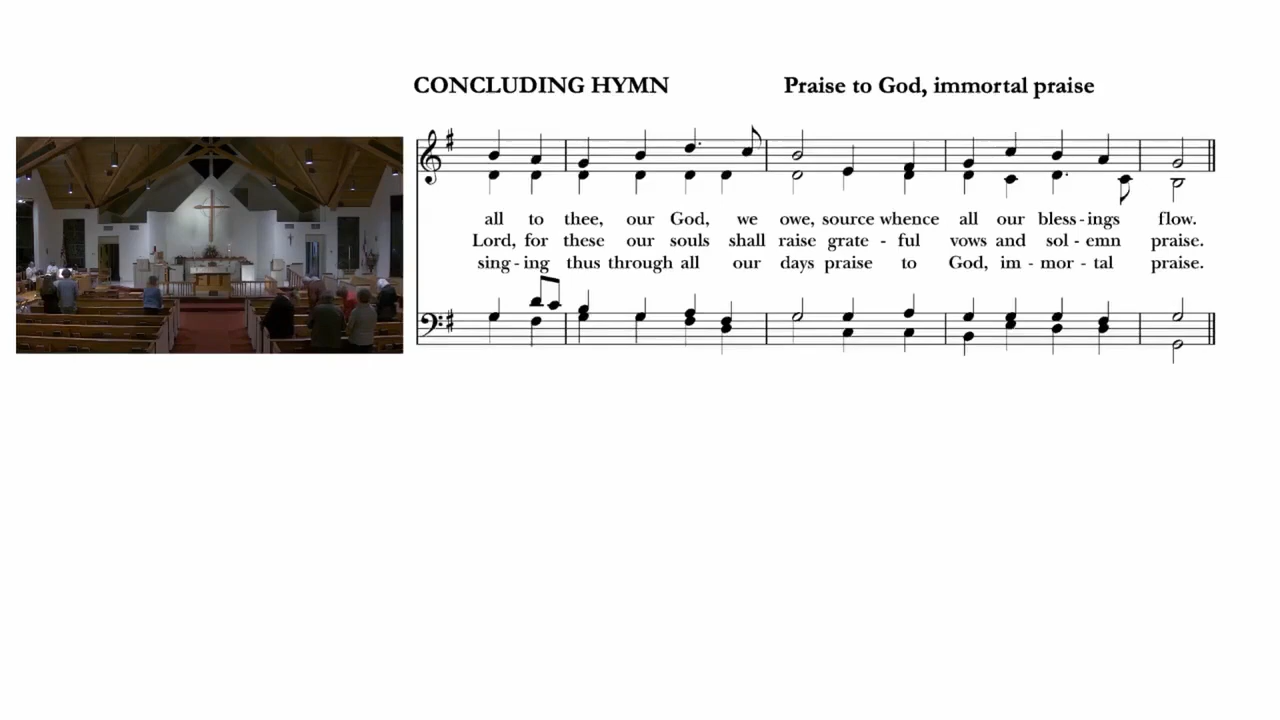 CONCLUDING HYMN Praise to God, immortal praise
all to thee, our God, we owe, source whence all our bless - ings flow.
Lord, for these our souls shall raise grate - ful vows and sol - emn praise.
sing - ing thus through all our days praise to God, im - mor - tal praise.